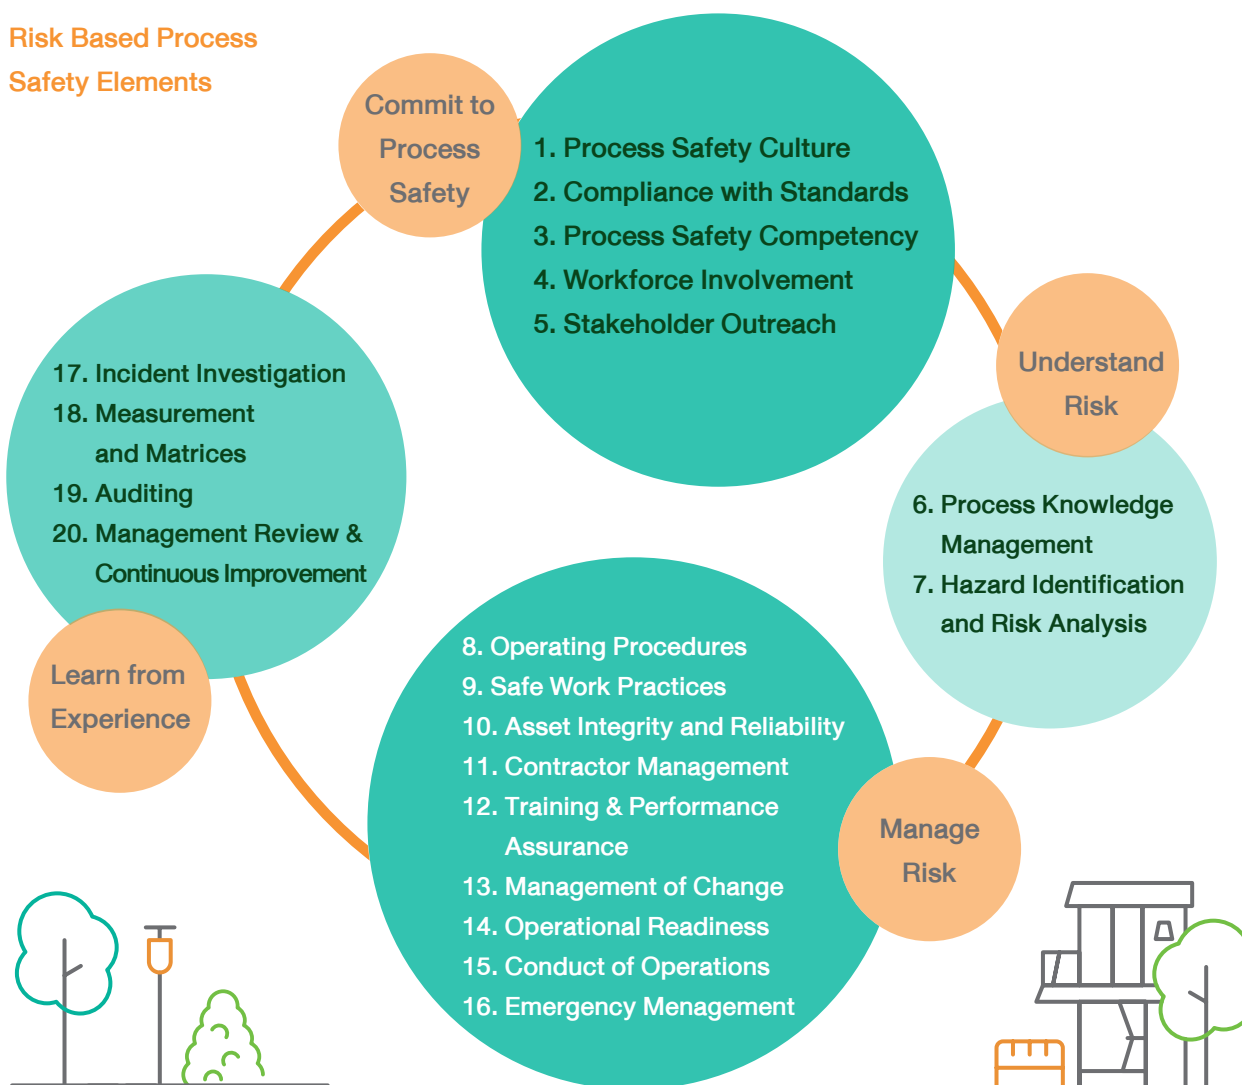 Risk Based Process
Safety Elements
Commit to
Process
Safety
1. Process Safety Culture
2. Compliance with Standards
3. Process Safety Competency
4. Workforce Involvement
5. Stakeholder Outreach
Understand
Risk
6. Process Knowledge
Management
7. Hazard Identification
and Risk Analysis
Manage
Risk
8. Operating Procedures
9. Safe Work Practices
10. Asset Integrity and Reliability
11. Contractor Management
12. Training & Performance
Assurance
13. Management of Change
14. Operational Readiness
15. Conduct of Operations
16. Emergency Menagement
Learn from
Experience
17. Incident Investigation
18. Measurement
and Matrices
19. Auditing
20. Management Review &
Continuous Improvement